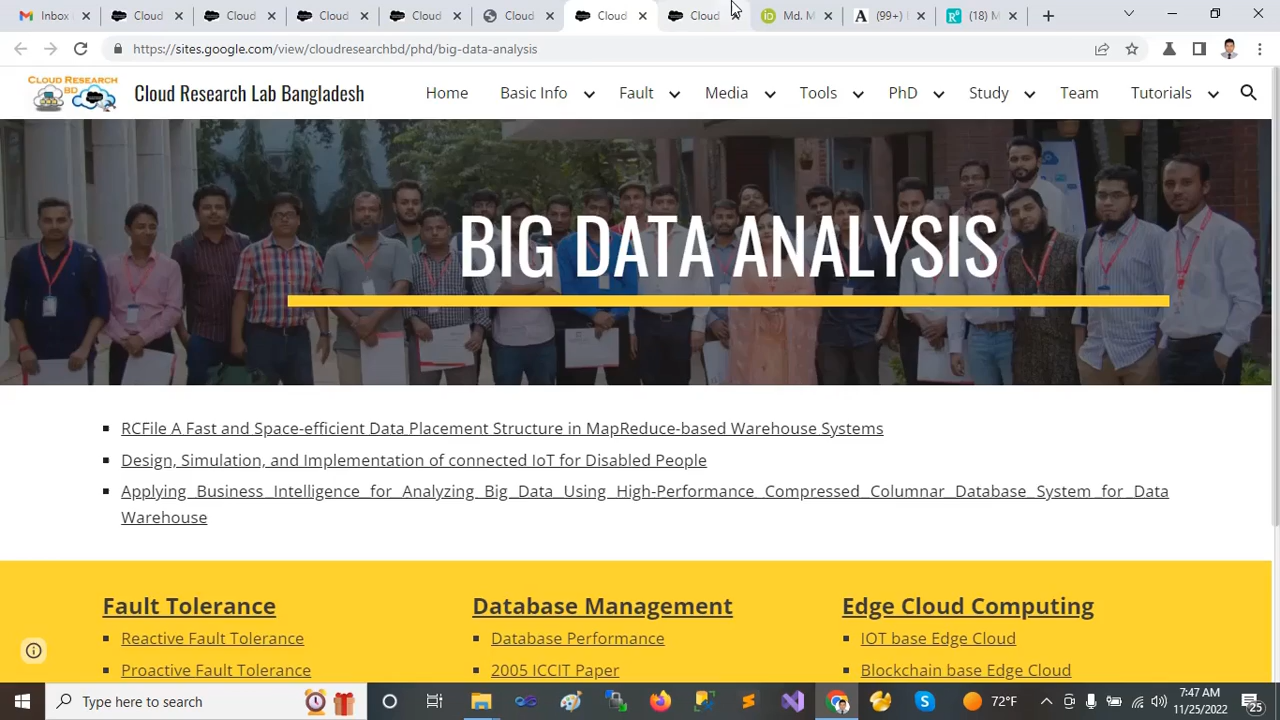 Inbox
Cloud
Cloud
Cloud
Cloud
Cloud
Cloud
Cloud
Md. M
(99+)
(18) M
https://sites.google.com/view/cloudresearchbd/phd/big-data-analysis
CLOUD RESEARCH
BD
Cloud Research Lab Bangladesh
Home
Basic Info
Fault
Media
Tools
PhD
Study
Team
Tutorials
BIG DATA ANALYSIS
RCFile A Fast and Space-efficient Data Placement Structure in MapReduce-based Warehouse Systems
Design, Simulation, and Implementation of connected IoT for Disabled People
Applying Business Intelligence for Analyzing Big Data Using High-Performance Compressed Columnar Database System for Data
Warehouse
Fault Tolerance
Reactive Fault Tolerance
Proactive Fault Tolerance
Database Management
Database Performance
2005 ICCIT Paper
Edge Cloud Computing
IOT base Edge Cloud
Blockchain base Edge Cloud
Type here to search
72°F
7:47 AM
11/25/2022
25